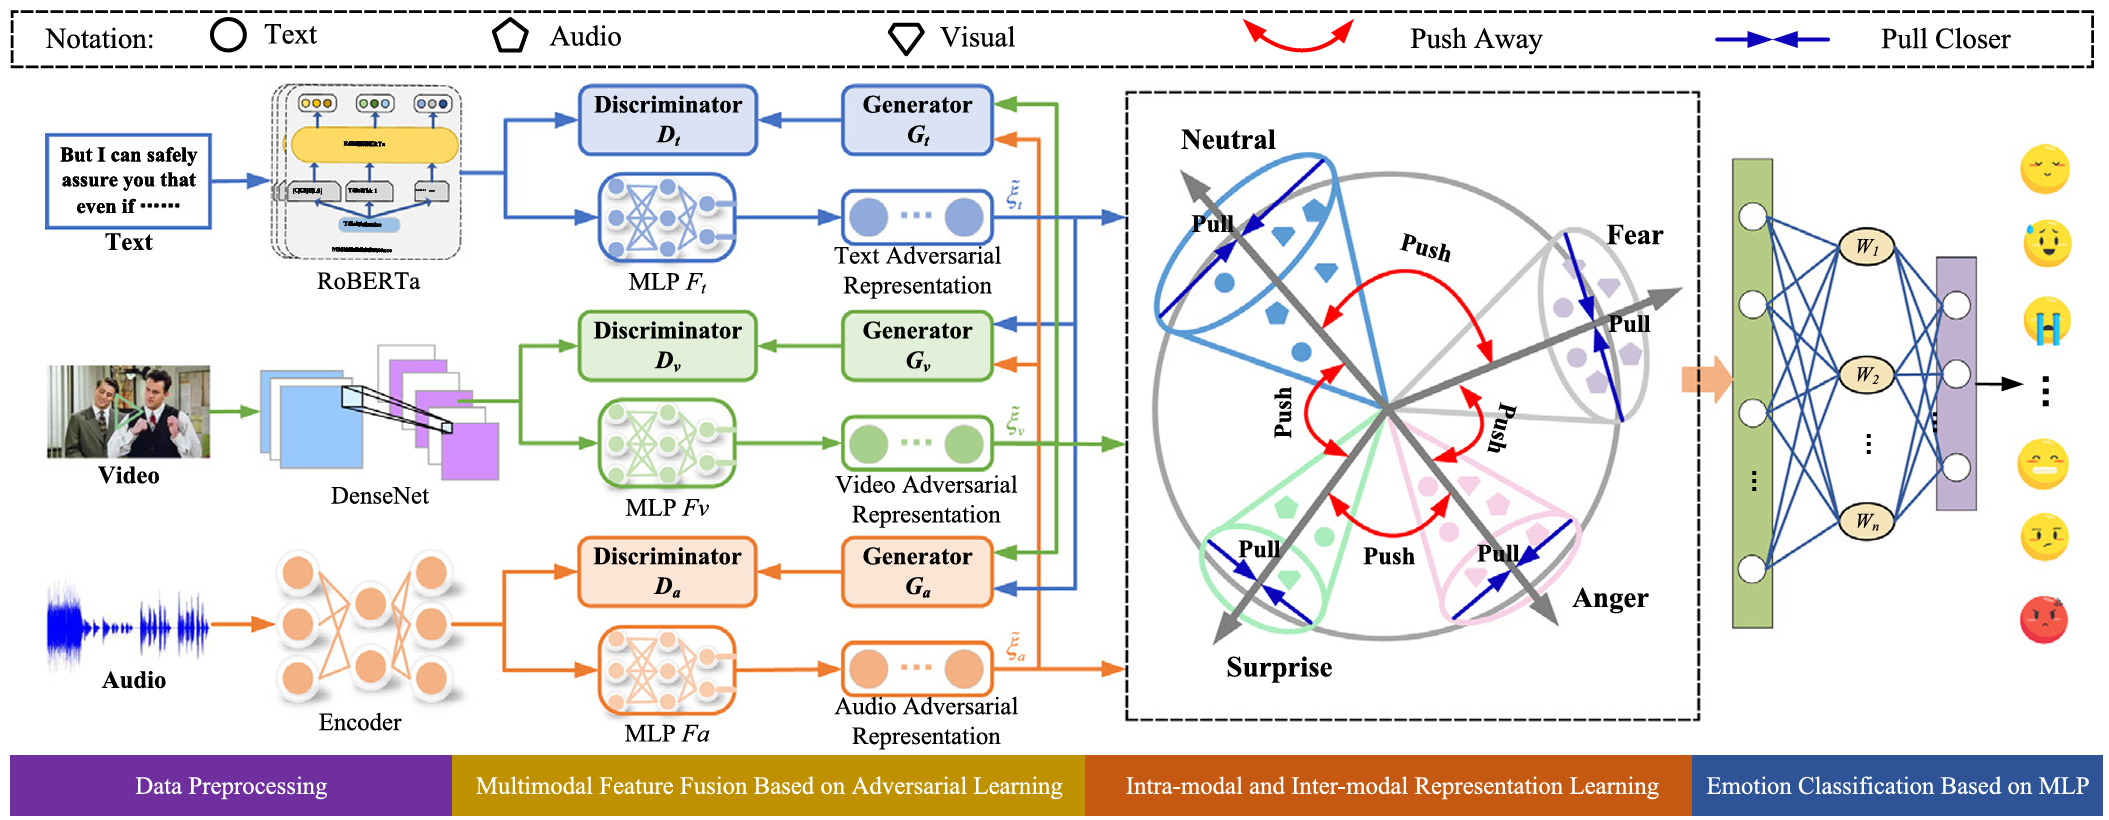 Notation:
Text
Audio
Visual
Push Away
Pull Closer
But I can safely
assure you that
even if ······
Text
RoBERTa
Discriminator
D_t
Generator
G_t
MLP F_t
ξ̃_t
Text Adversarial
Representation
Video
DenseNet
Discriminator
D_v
Generator
G_v
MLP Fv
ξ̃_v
Video Adversarial
Representation
Audio
Encoder
Discriminator
D_a
Generator
G_a
MLP Fa
ξ̃_a
Audio Adversarial
Representation
Neutral
Fear
Pull
Push
Pull
Push
Push
Pull
Push
Pull
Anger
Surprise
W_1
W_2
W_n
Data Preprocessing
Multimodal Feature Fusion Based on Adversarial Learning
Intra-modal and Inter-modal Representation Learning
Emotion Classification Based on MLP